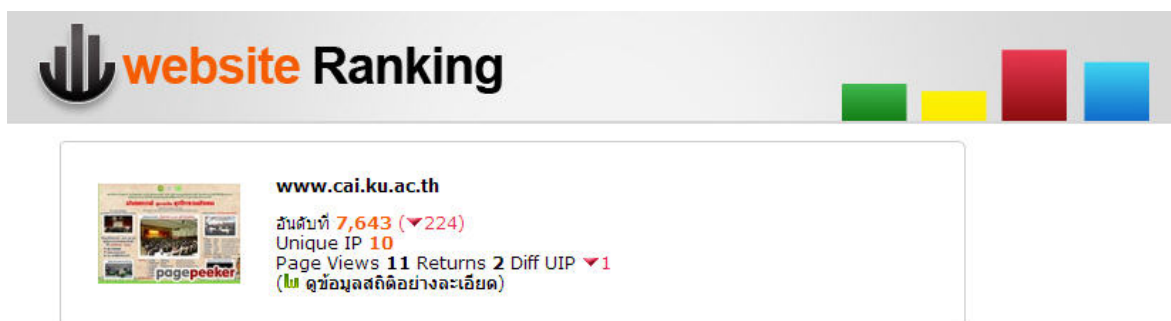 website Ranking
www.cai.ku.ac.th
อันดับที่ 7,643 (▼224)
Unique IP 10
Page Views 11 Returns 2 Diff UIP ▼1
(ดูข้อมูลสถิติอย่างละเอียด)
pagepeeker